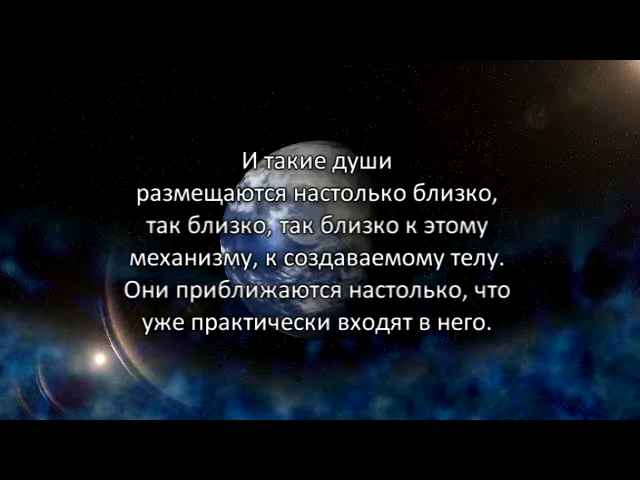 И такие души
размещаются настолько близко,
так близко, так близко к этому
механизму, к создаваемому телу.
Они приближаются настолько, что
уже практически входят в него.